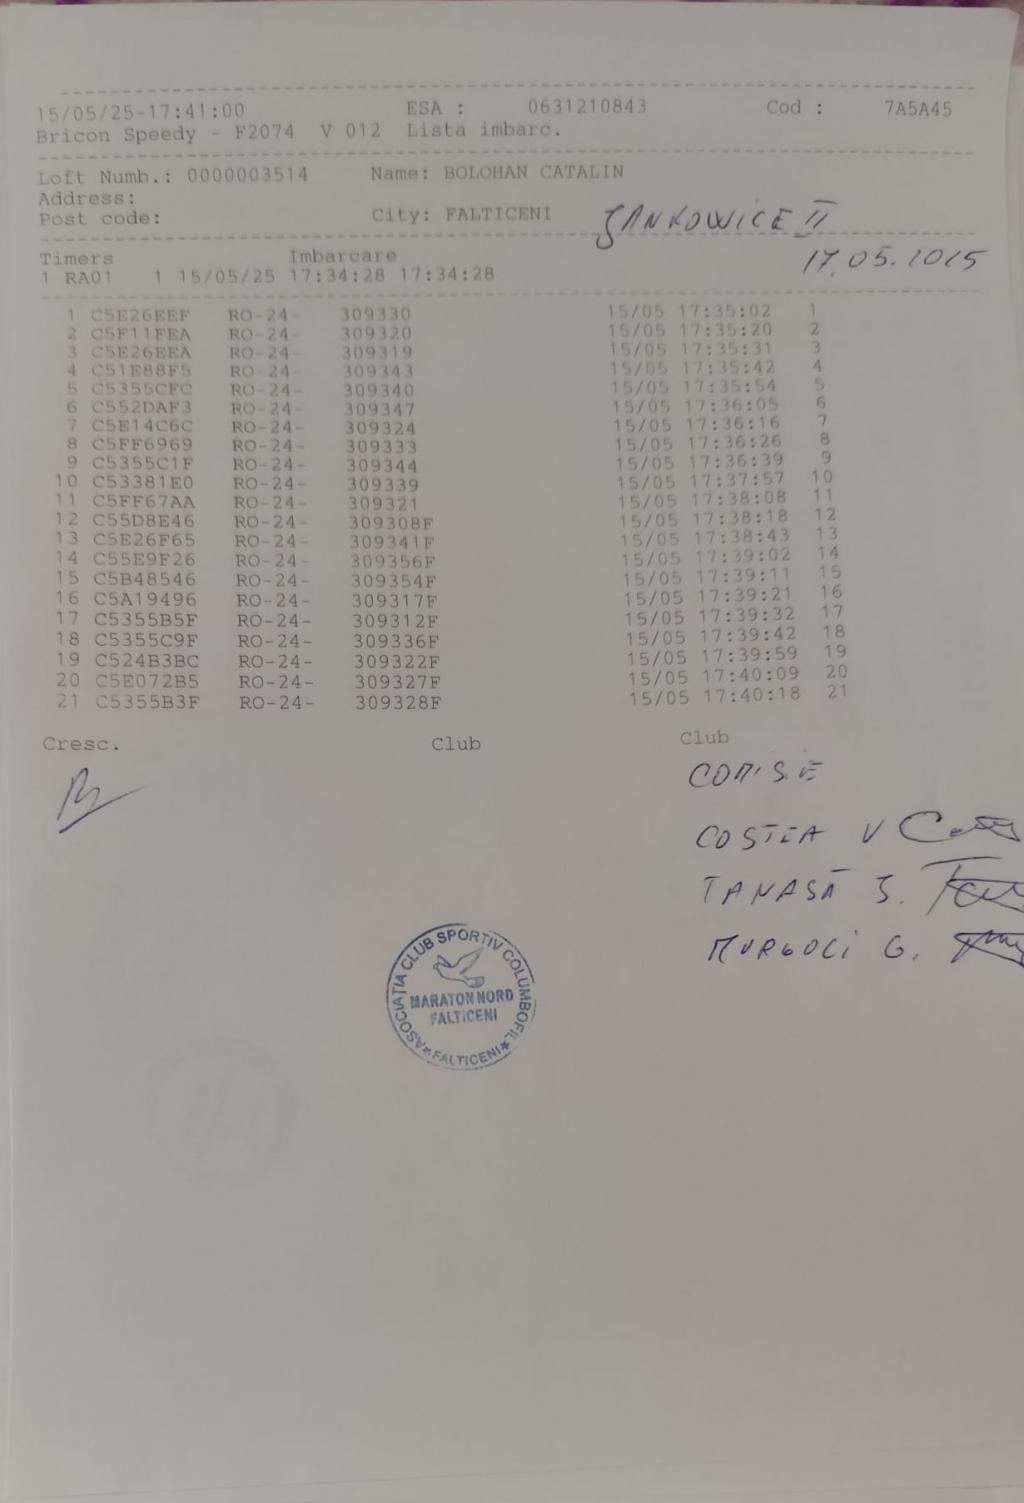 15/05/25-17:41:00 ESA : 0631210843 Cod : 7A5A45
Bricon Speedy - F2074 V 012 Lista imbarc.
Loft Numb.: 0000003514 Name: BOLOHAN CATALIN
Address:
Post code: City: FALTICENI
JANKOWICE II
17.05.2025
Timers Imbarcare
1 RA01 1 15/05/25 17:34:28 17:34:28
1 C5E26EEF RO-24- 309330 15/05 17:35:02 1
2 C5F11FEA RO-24- 309320 15/05 17:35:20 2
3 C5E26EEA RO-24- 309319 15/05 17:35:31 3
4 C51E88F5 RO-24- 309343 15/05 17:35:42 4
5 C5355CFC RO-24- 309340 15/05 17:35:54 5
6 C552DAF3 RO-24- 309347 15/05 17:36:05 6
7 C5E14C6C RO-24- 309324 15/05 17:36:16 7
8 C5FF6969 RO-24- 309333 15/05 17:36:26 8
9 C5355C1F RO-24- 309344 15/05 17:36:39 9
10 C53381E0 RO-24- 309339 15/05 17:37:57 10
11 C5FF67AA RO-24- 309321 15/05 17:38:08 11
12 C55D8E46 RO-24- 309308F 15/05 17:38:18 12
13 C5E26F65 RO-24- 309341F 15/05 17:38:43 13
14 C55E9F26 RO-24- 309356F 15/05 17:39:02 14
15 C5B48546 RO-24- 309354F 15/05 17:39:11 15
16 C5A19496 RO-24- 309317F 15/05 17:39:21 16
17 C5355B5F RO-24- 309312F 15/05 17:39:32 17
18 C5355C9F RO-24- 309336F 15/05 17:39:42 18
19 C524B3BC RO-24- 309322F 15/05 17:39:59 19
20 C5E072B5 RO-24- 309327F 15/05 17:40:09 20
21 C5355B3F RO-24- 309328F 15/05 17:40:18 21
Cresc. Club Club
COMISIE
COSTEA V
TANASĂ J.
MURGOCI G.
ASOCIAȚIA CLUB SPORTIV COLUMBOFIL
MARATON NORD
FALTICENI
*FALTICENI*